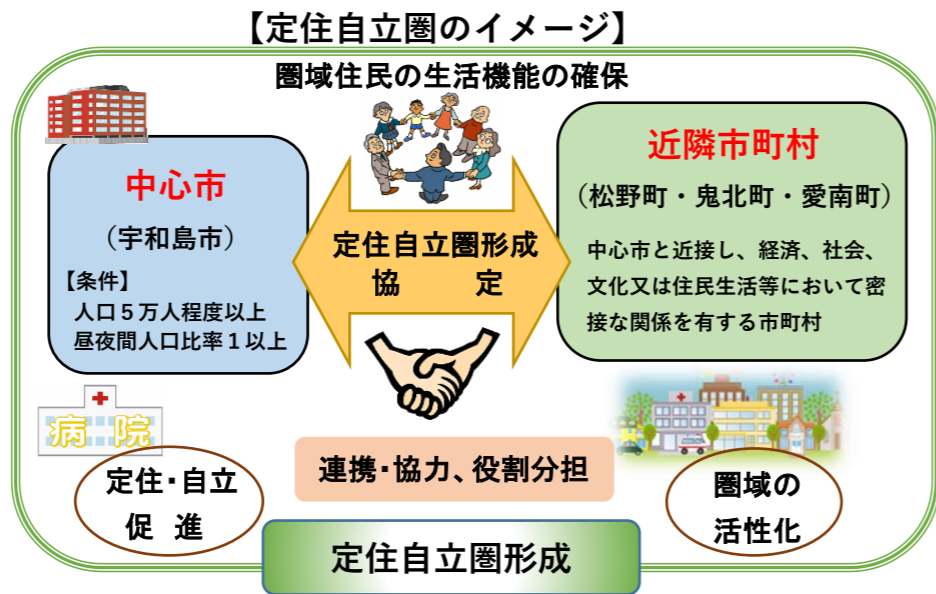 【定住自立圏のイメージ】
圏域住民の生活機能の確保
中心市
（宇和島市）
【条件】
人口５万人程度以上
昼夜間人口比率１以上
定住自立圏形成
協　　定
近隣市町村
（松野町・鬼北町・愛南町）
中心市と近接し、経済、社会、
文化又は住民生活等において密
接な関係を有する市町村
病 院
定住・自立
促 進
連携・協力、役割分担
圏域の
活性化
定住自立圏形成